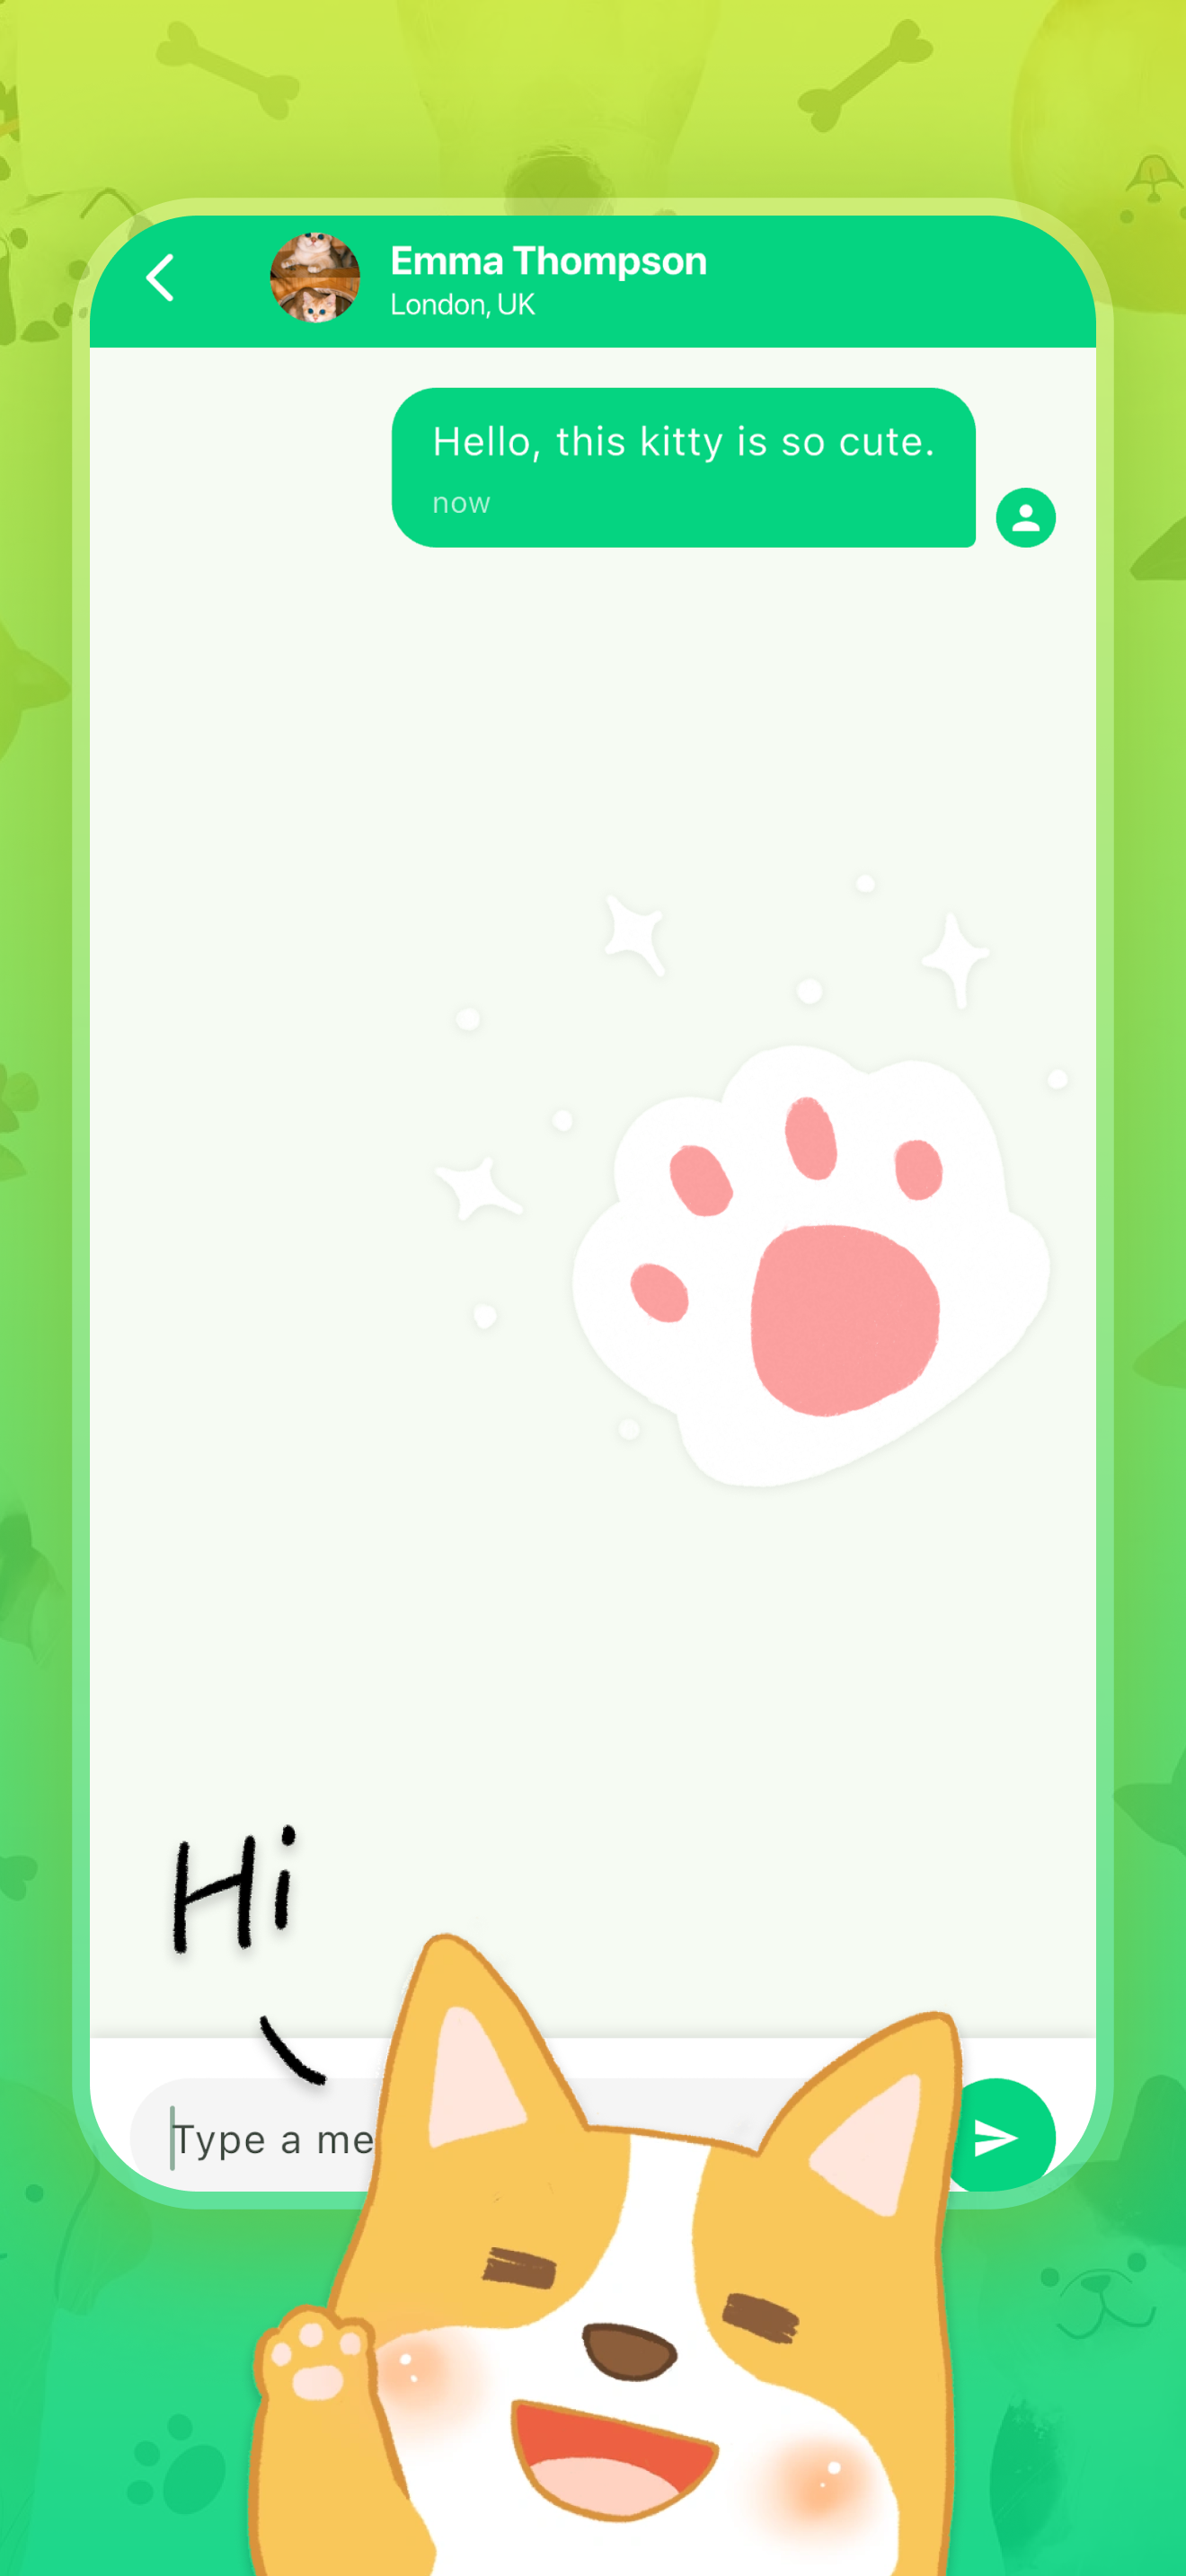 Emma Thompson
London, UK
Hello, this kitty is so cute.
now
Hi
Type a me